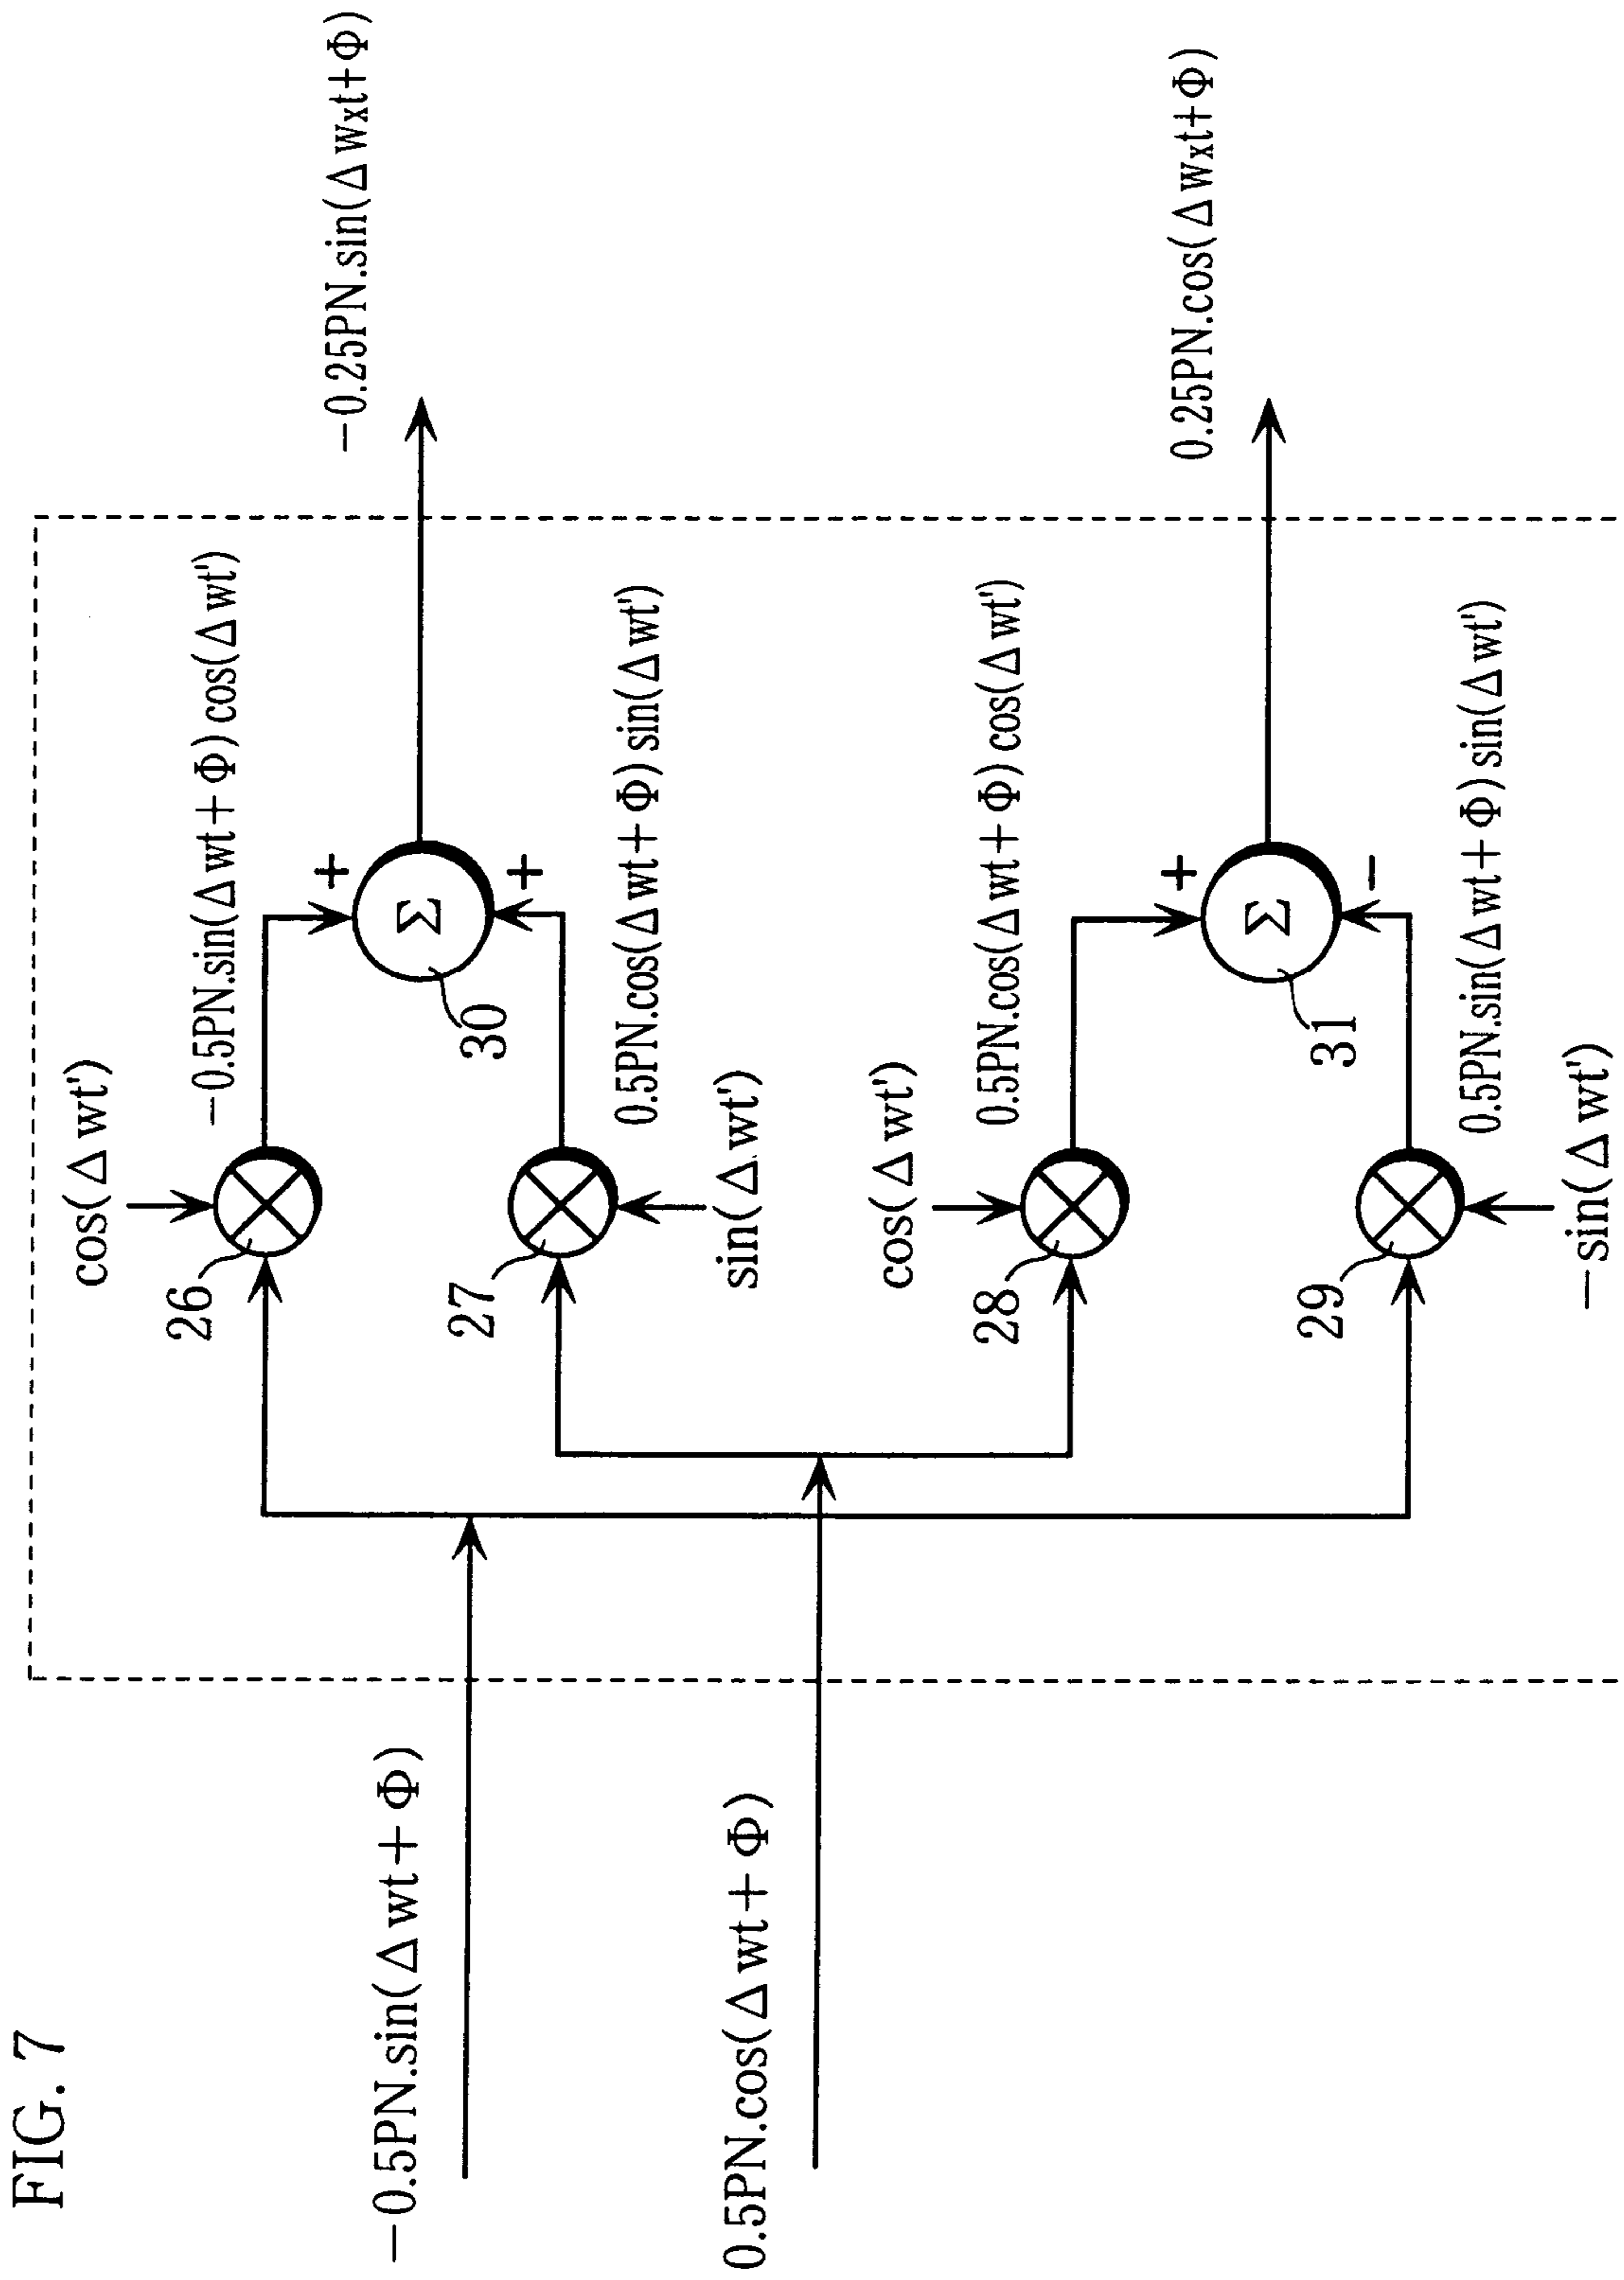 FIG. 7
−0.5PN.sin(Δwt+Φ)
0.5PN.cos(Δwt+Φ)
cos(Δwt')
26
−0.5PN.sin(Δwt+Φ)cos(Δwt')
+
Σ
30
+
−0.25PN.sin(Δwxt+Φ)
27
sin(Δwt')
0.5PN.cos(Δwt+Φ)sin(Δwt')
cos(Δwt')
28
0.5PN.cos(Δwt+Φ)cos(Δwt')
+
Σ
31
−
0.25PN.cos(Δwxt+Φ)
29
−sin(Δwt')
0.5PN.sin(Δwt+Φ)sin(Δwt')